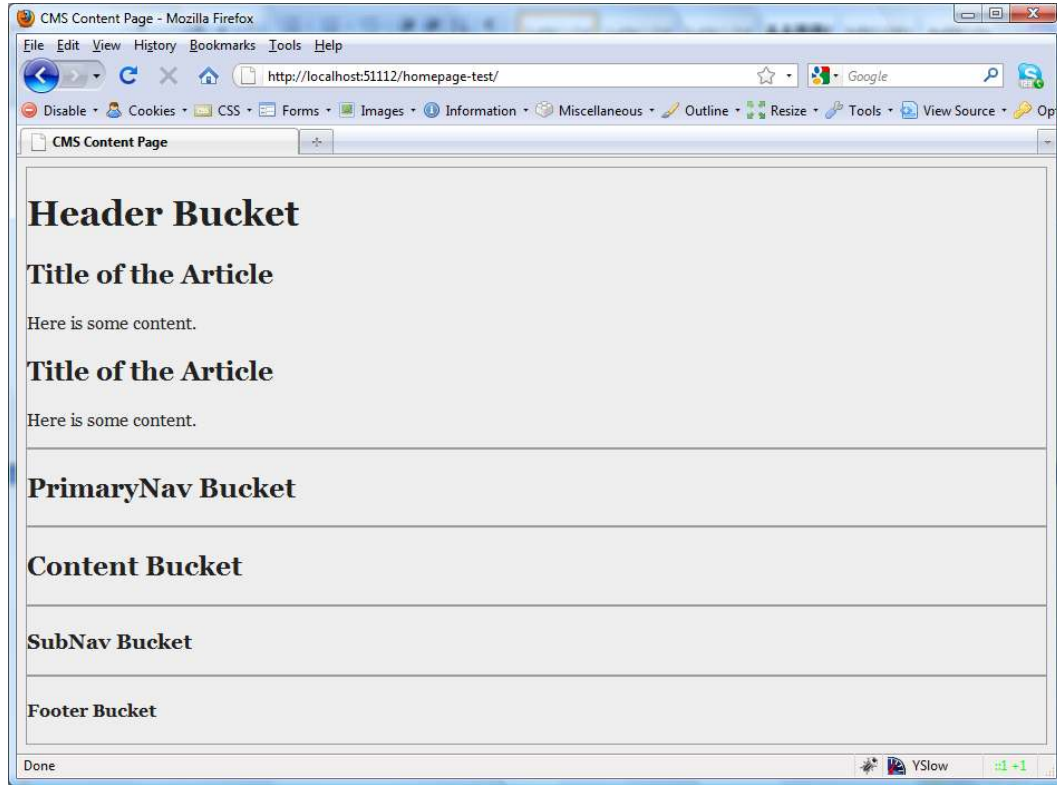 CMS Content Page - Mozilla Firefox
File Edit View History Bookmarks Tools Help
http://localhost:51112/homepage-test/
Google
Disable Cookies CSS Forms Images Information Miscellaneous Outline Resize Tools View Source Op
CMS Content Page
Header Bucket
Title of the Article
Here is some content.
Title of the Article
Here is some content.
PrimaryNav Bucket
Content Bucket
SubNav Bucket
Footer Bucket
Done YSlow ::1 +1